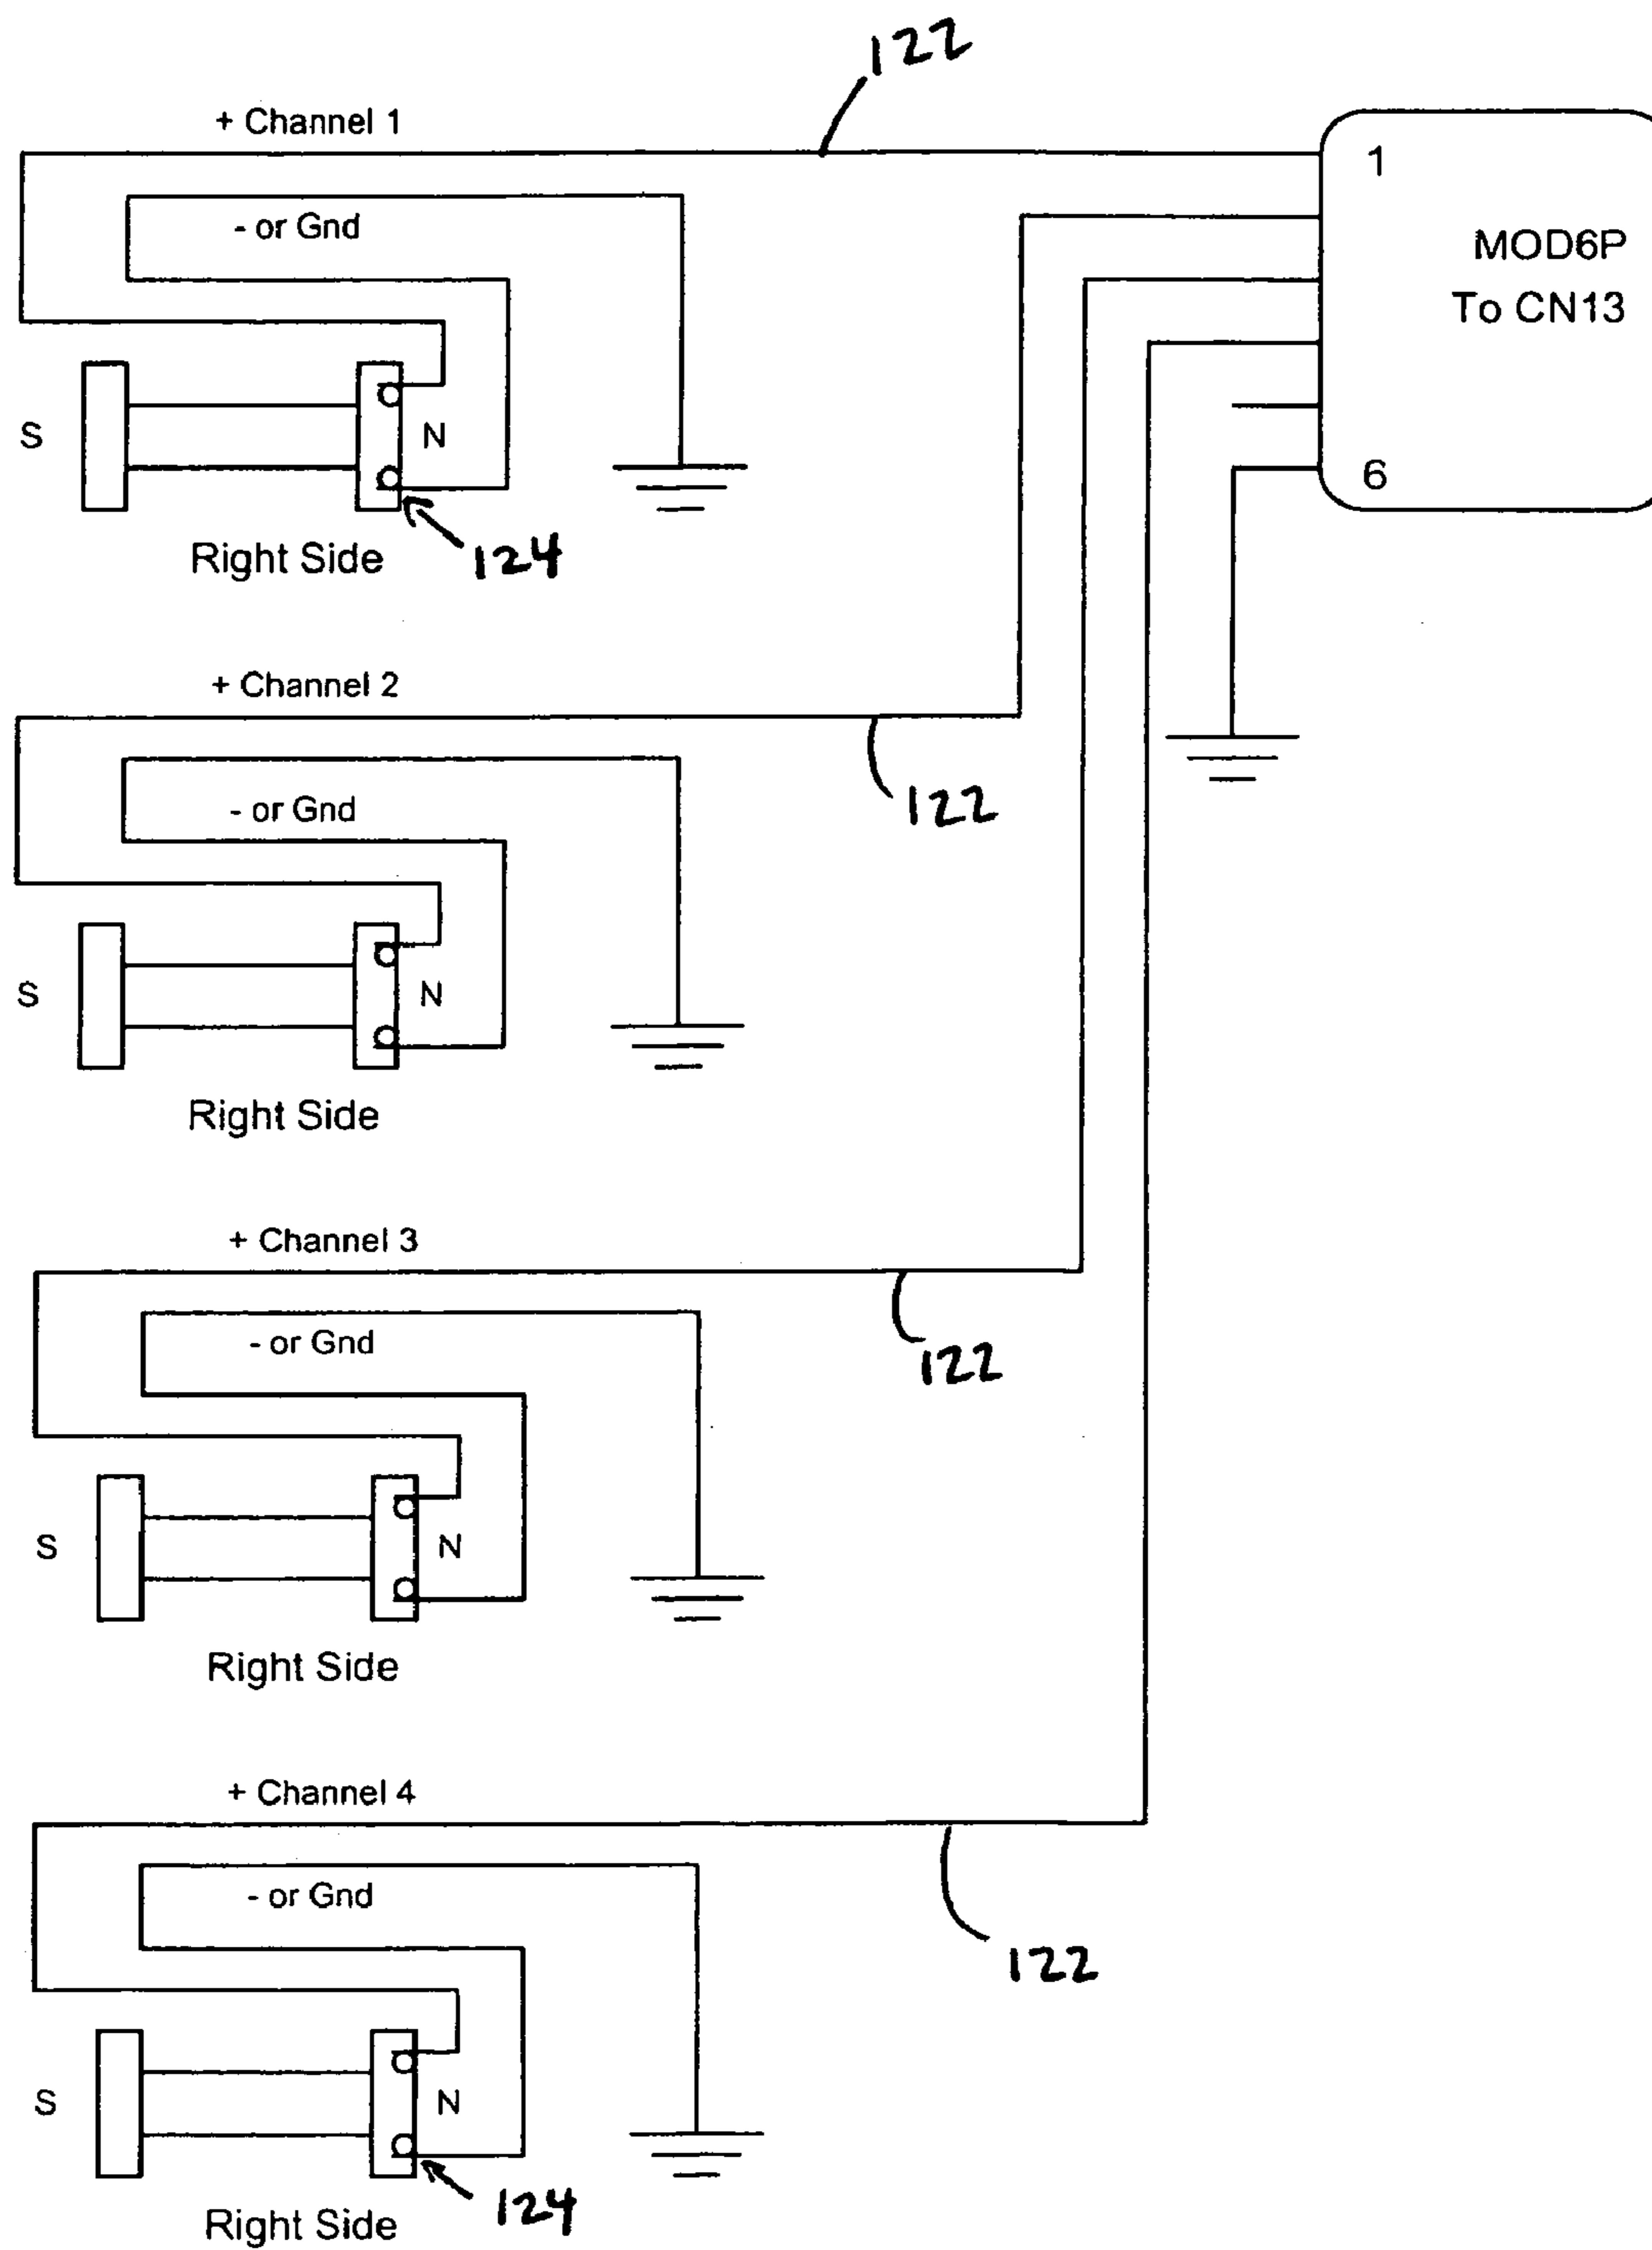 122
+ Channel 1
1
- or Gnd
MOD6P
To CN13
S
N
6
Right Side
124
+ Channel 2
122
- or Gnd
S
N
Right Side
+ Channel 3
122
- or Gnd
S
N
Right Side
+ Channel 4
- or Gnd
122
S
N
124
Right Side